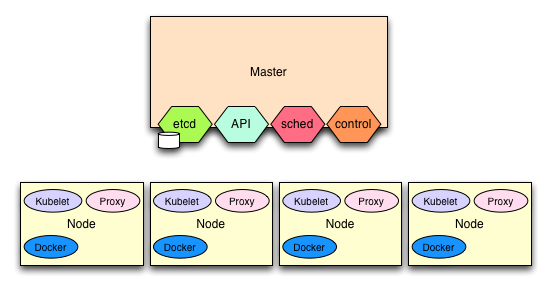 Master
etcd API sched control
Kubelet Proxy Kubelet Proxy Kubelet Proxy Kubelet Proxy
Node Node Node Node
Docker Docker Docker Docker